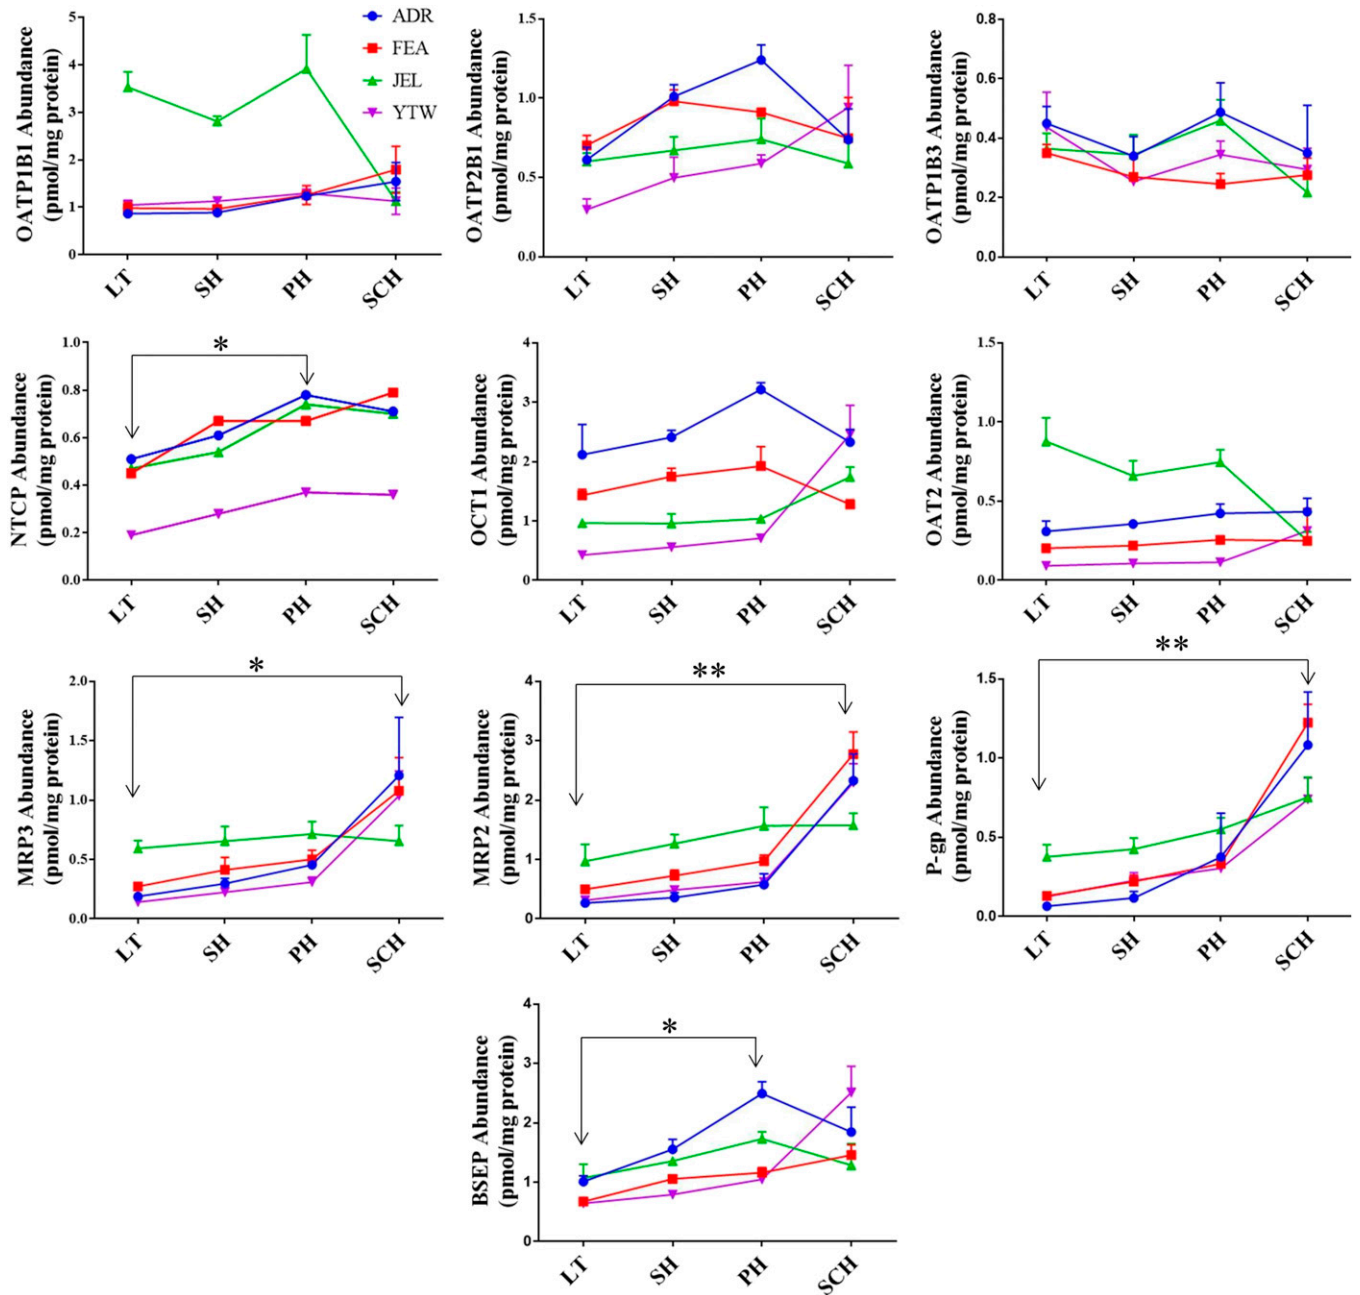 OATP1B1 Abundance
(pmol/mg protein)
5
4
3
2
1
0
LT
SH
PH
SCH
ADR
FEA
JEL
YTW
OATP2B1 Abundance
(pmol/mg protein)
1.5
1.0
0.5
0.0
LT
SH
PH
SCH
OATP1B3 Abundance
(pmol/mg protein)
0.8
0.6
0.4
0.2
0.0
LT
SH
PH
SCH
NTCP Abundance
(pmol/mg protein)
1.0
0.8
0.6
0.4
0.2
0.0
*
LT
SH
PH
SCH
OCT1 Abundance
(pmol/mg protein)
4
3
2
1
0
LT
SH
PH
SCH
OAT2 Abundance
(pmol/mg protein)
1.5
1.0
0.5
0.0
LT
SH
PH
SCH
MRP3 Abundance
(pmol/mg protein)
2.0
1.5
1.0
0.5
0.0
*
LT
SH
PH
SCH
MRP2 Abundance
(pmol/mg protein)
4
3
2
1
0
**
LT
SH
PH
SCH
P-gp Abundance
(pmol/mg protein)
1.5
1.0
0.5
0.0
**
LT
SH
PH
SCH
BSEP Abundance
(pmol/mg protein)
4
3
2
1
0
*
LT
SH
PH
SCH